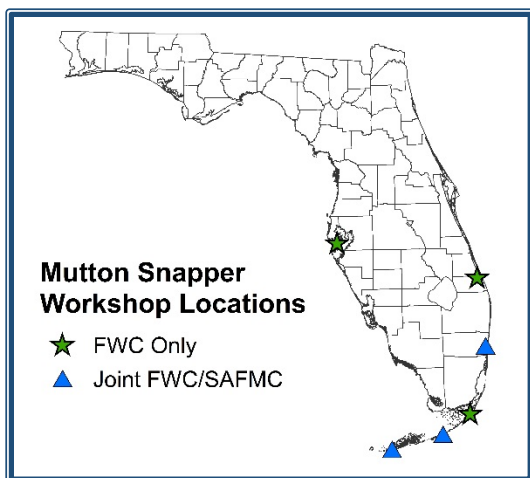 Mutton Snapper
Workshop Locations
FWC Only
Joint FWC/SAFMC